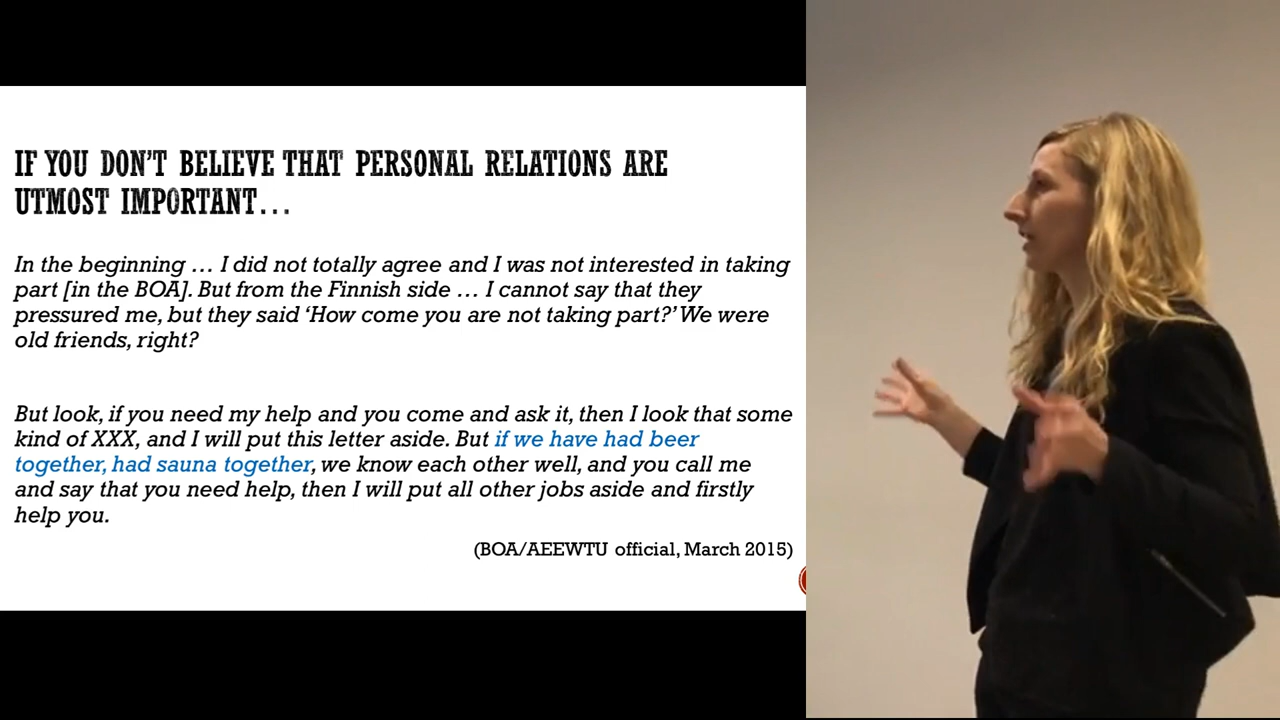 IF YOU DON'T BELIEVE THAT PERSONAL RELATIONS ARE
UTMOST IMPORTANT…
In the beginning … I did not totally agree and I was not interested in taking
part [in the BOA]. But from the Finnish side … I cannot say that they
pressured me, but they said 'How come you are not taking part?' We were
old friends, right?
But look, if you need my help and you come and ask it, then I look that some
kind of XXX, and I will put this letter aside. But if we have had beer
together, had sauna together, we know each other well, and you call me
and say that you need help, then I will put all other jobs aside and firstly
help you.
(BOA/AEEWTU official, March 2015)